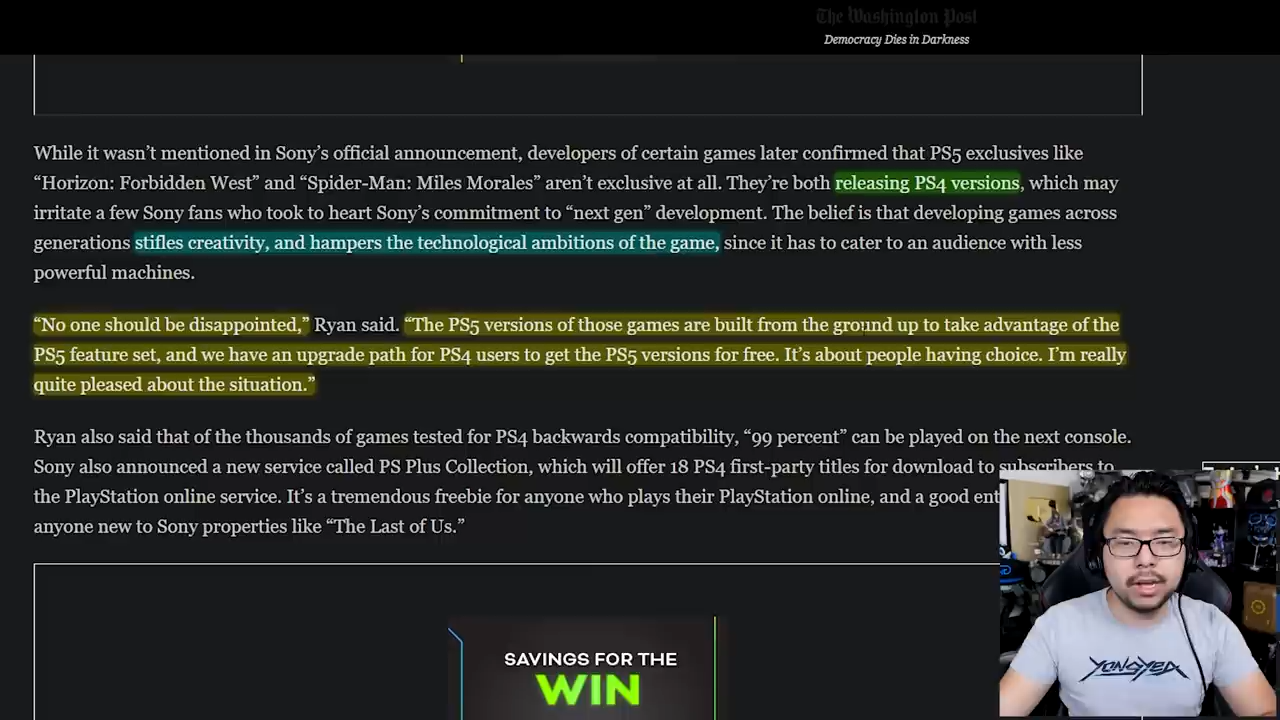 The Washington Post
Democracy Dies in Darkness
While it wasn’t mentioned in Sony’s official announcement, developers of certain games later confirmed that PS5 exclusives like
“Horizon: Forbidden West” and “Spider-Man: Miles Morales” aren’t exclusive at all. They’re both releasing PS4 versions, which may
irritate a few Sony fans who took to heart Sony’s commitment to “next gen” development. The belief is that developing games across
generations stifles creativity, and hampers the technological ambitions of the game, since it has to cater to an audience with less
powerful machines.
“No one should be disappointed,” Ryan said. “The PS5 versions of those games are built from the ground up to take advantage of the
PS5 feature set, and we have an upgrade path for PS4 users to get the PS5 versions for free. It’s about people having choice. I’m really
quite pleased about the situation.”
Ryan also said that of the thousands of games tested for PS4 backwards compatibility, “99 percent” can be played on the next console.
Sony also announced a new service called PS Plus Collection, which will offer 18 PS4 first-party titles for download to subscribers to
the PlayStation online service. It’s a tremendous freebie for anyone who plays their PlayStation online, and a good
anyone new to Sony properties like “The Last of Us.”
SAVINGS FOR THE
WIN
YONGYEA